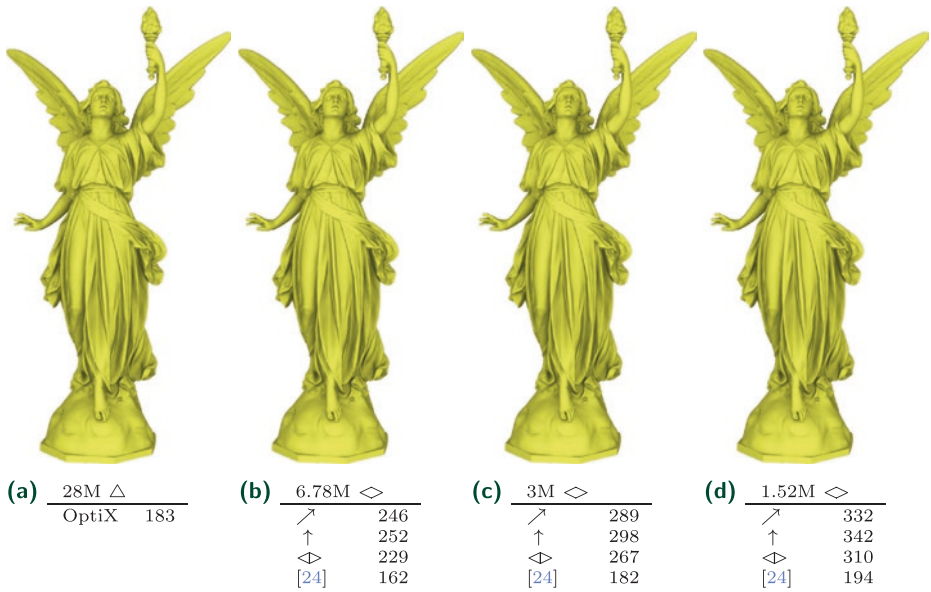 (a) 28M △
OptiX 183
(b) 6.78M ◇
↗ 246
↑ 252
◁▷ 229
[24] 162
(c) 3M ◇
↗ 289
↑ 298
◁▷ 267
[24] 182
(d) 1.52M ◇
↗ 332
↑ 342
◁▷ 310
[24] 194